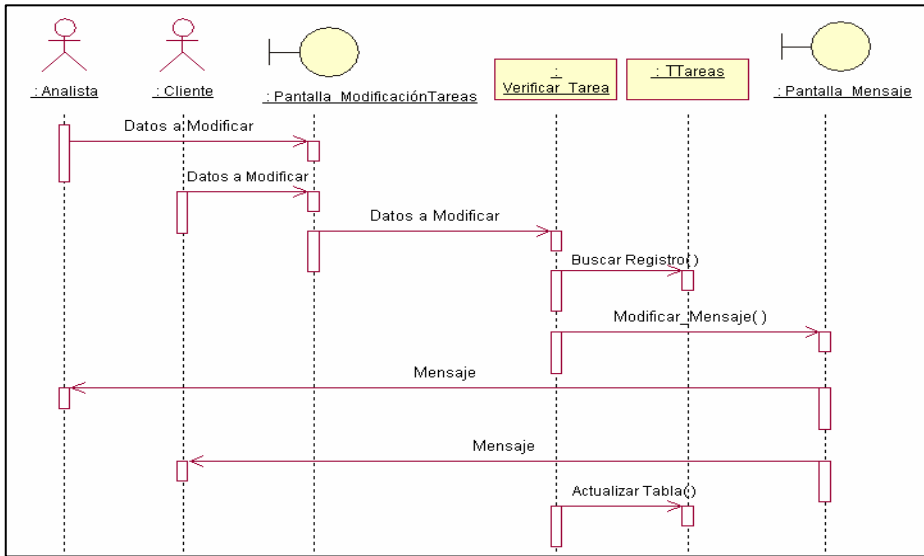 : Analista
: Cliente
: Pantalla_ModificaciónTareas
:
Verificar_Tarea
: TTareas
: Pantalla_Mensaje
Datos a Modificar
Datos a Modificar
Datos a Modificar
Buscar Registro( )
Modificar_Mensaje( )
Mensaje
Mensaje
Actualizar Tabla( )